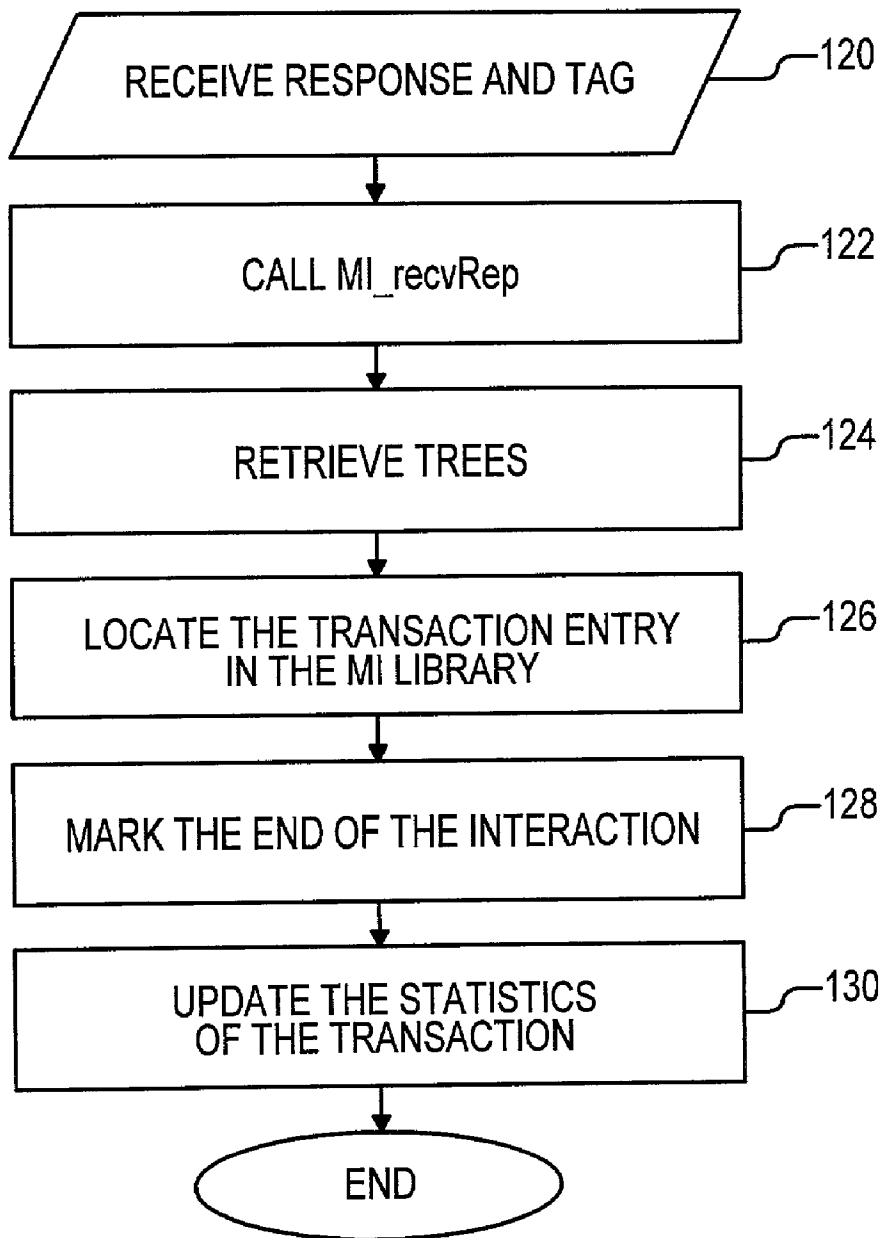 RECEIVE RESPONSE AND TAG
120
CALL MI_recvRep
122
RETRIEVE TREES
124
LOCATE THE TRANSACTION ENTRY
IN THE MI LIBRARY
126
MARK THE END OF THE INTERACTION
128
UPDATE THE STATISTICS
OF THE TRANSACTION
130
END